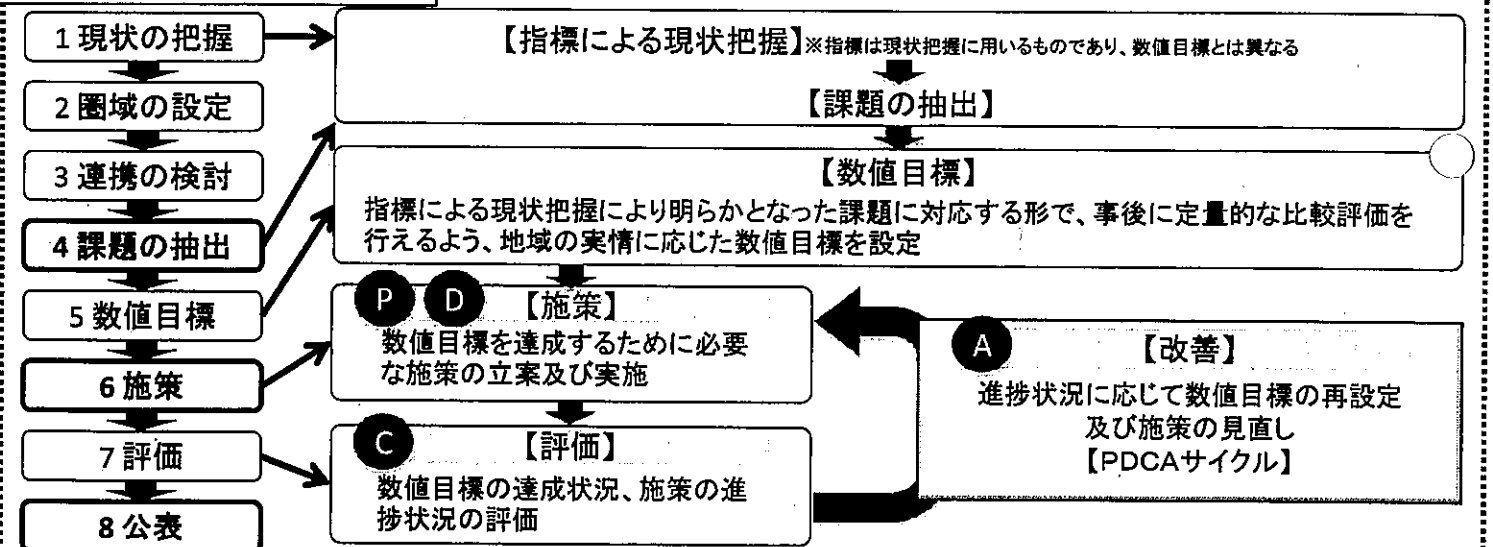 1 現状の把握
2 圏域の設定
3 連携の検討
4 課題の抽出
5 数値目標
6 施策
7 評価
8 公表
【指標による現状把握】※指標は現状把握に用いるものであり、数値目標とは異なる
【課題の抽出】
【数値目標】
指標による現状把握により明らかとなった課題に対応する形で、事後に定量的な比較評価を
行えるよう、地域の実情に応じた数値目標を設定
P D 【施策】
数値目標を達成するために必要
な施策の立案及び実施
C 【評価】
数値目標の達成状況、施策の進
捗状況の評価
A 【改善】
進捗状況に応じて数値目標の再設定
及び施策の見直し
【PDCAサイクル】